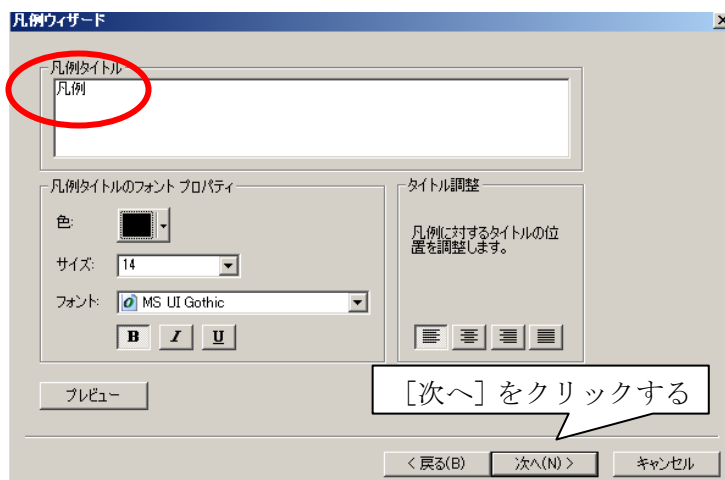 凡例ウィザード
凡例タイトル
凡例
凡例タイトルのフォント プロパティ
色:
サイズ: 14
フォント: MS UI Gothic
B I U
タイトル調整
凡例に対するタイトルの位
置を調整します。
プレビュー
［次へ］をクリックする
< 戻る(B) 次へ(N) > キャンセル